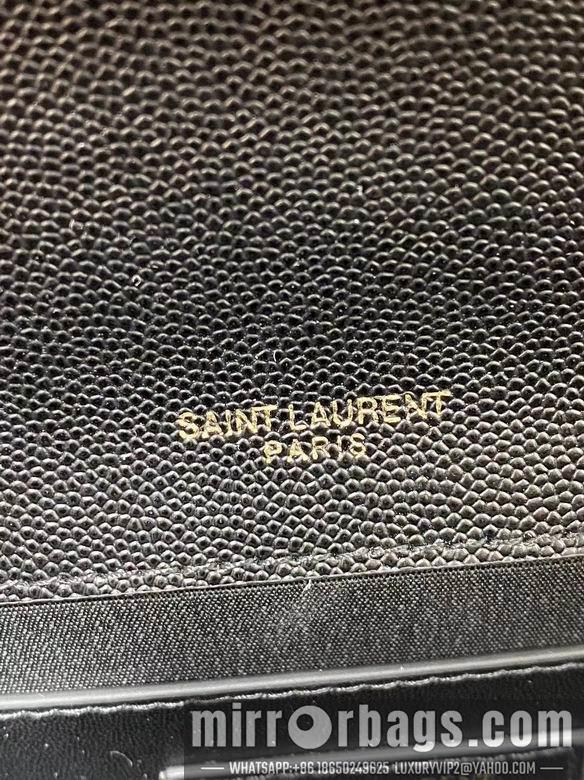 SAINT LAURENT
PARIS
mirrorbags.com
WHATSAPP:+86 18650249625 LUXURYVIP2@YAHOO.COM